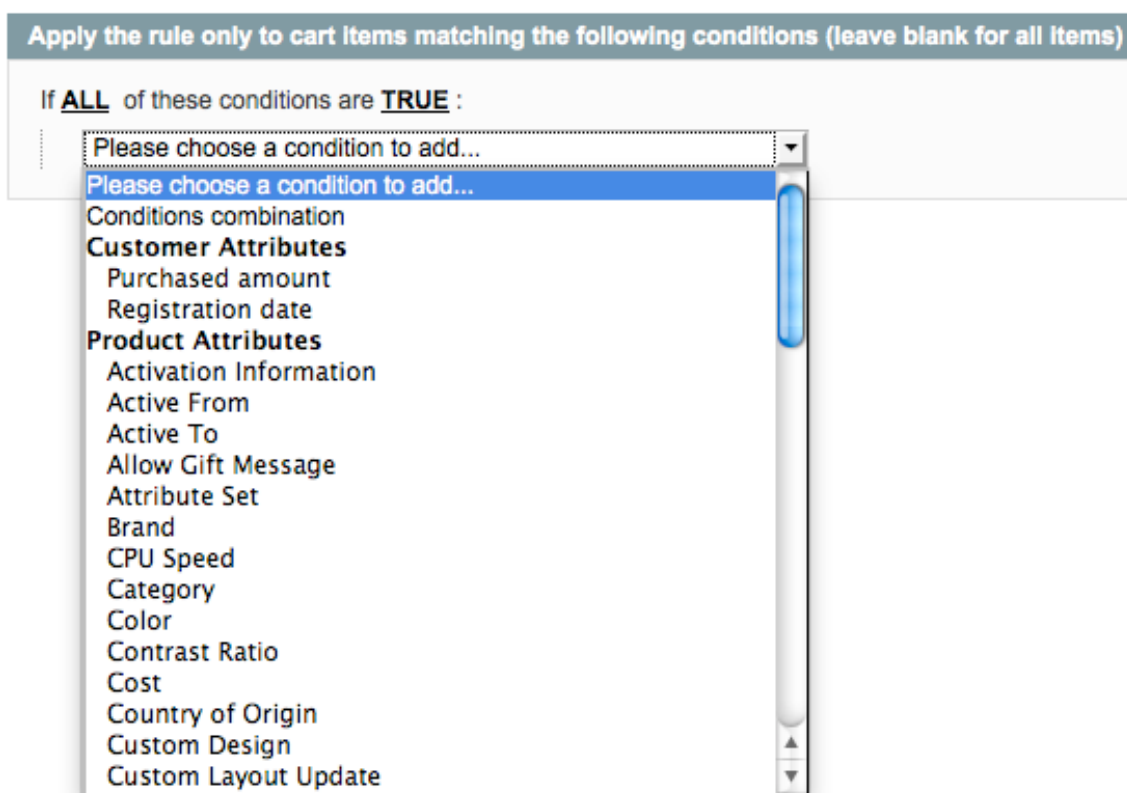 Apply the rule only to cart items matching the following conditions (leave blank for all items)
If ALL of these conditions are TRUE :
Please choose a condition to add...
Please choose a condition to add...
Conditions combination
Customer Attributes
Purchased amount
Registration date
Product Attributes
Activation Information
Active From
Active To
Allow Gift Message
Attribute Set
Brand
CPU Speed
Category
Color
Contrast Ratio
Cost
Country of Origin
Custom Design
Custom Layout Update